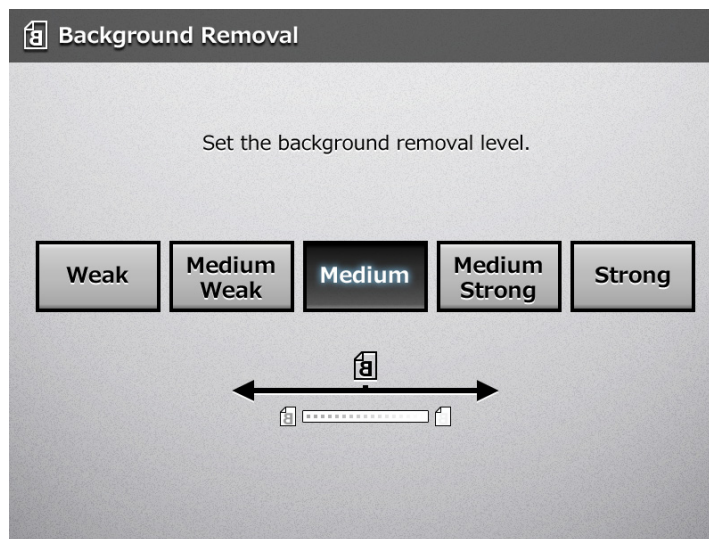 Background Removal
Set the background removal level.
Weak
Medium
Weak
Medium
Medium
Strong
Strong